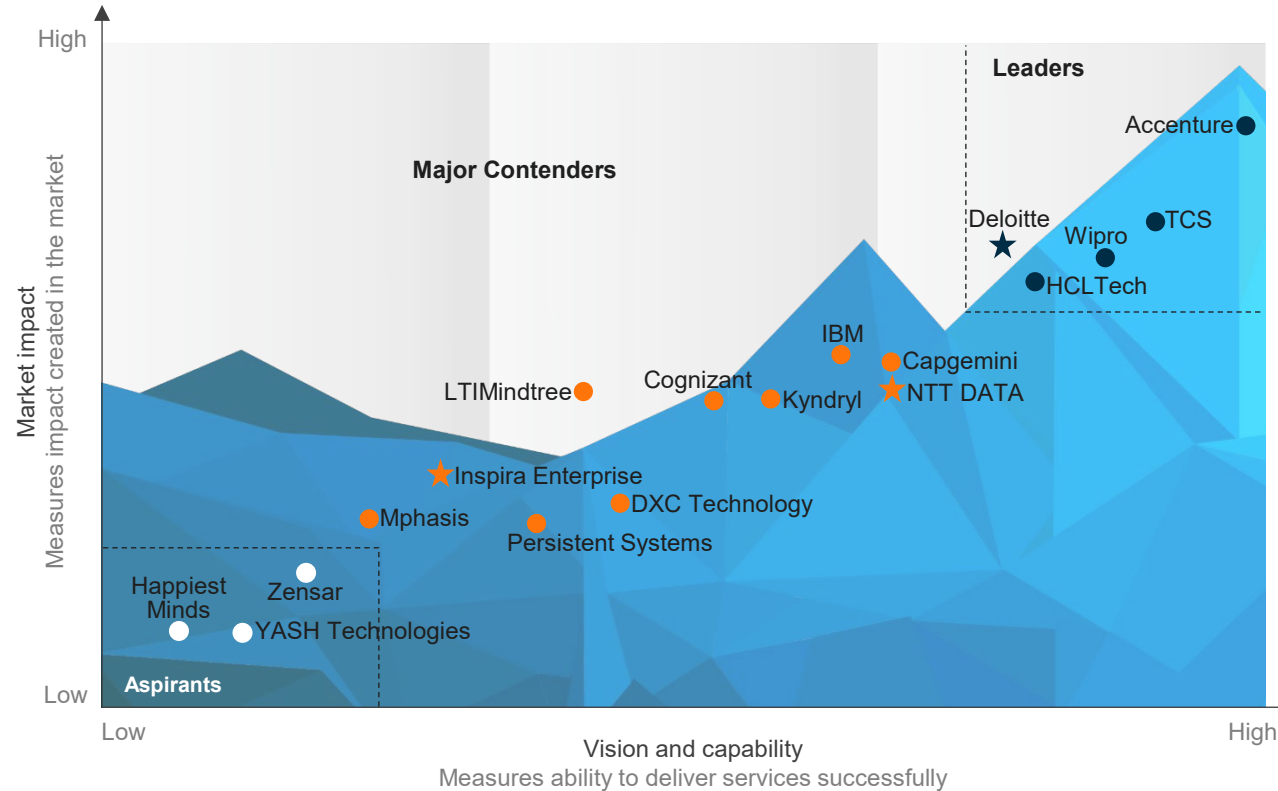 High
Leaders
Accenture
Major Contenders
Deolitte
TCS
Wipro
HCLTech
IBM
Capgemini
Cognizant
LTIMindtree
Kyndryl
NTT DATA
Inspira Enterprise
DXC Technology
Mphasis
Persistent Systems
Happiest
Minds
Zensar
YASH Technologies
Aspirants
Low
Market impact
Measures impact created in the market
Low
High
Vision and capability
Measures ability to deliver services successfully